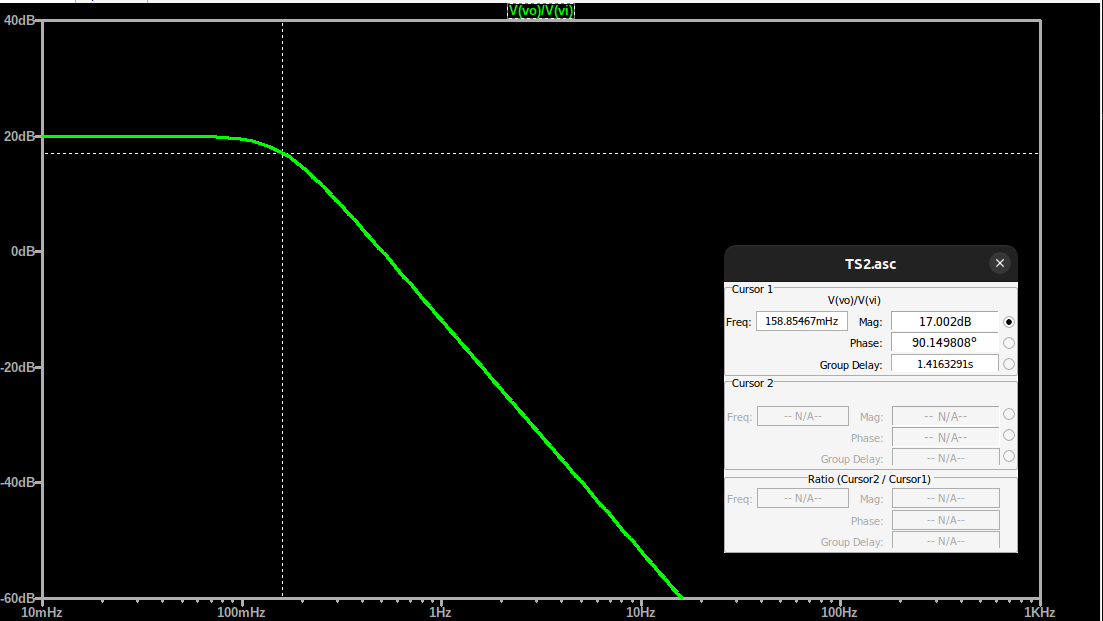 V(vo)/V(vi)
40dB
20dB
0dB
-20dB
-40dB
-60dB
10mHz 100mHz 1Hz 10Hz 100Hz 1KHz
TS2.asc
Cursor 1
V(vo)/V(vi)
Freq: 158.85467mHz Mag: 17.002dB
Phase: 90.149808°
Group Delay: 1.4163291s
Cursor 2
Freq: -- N/A-- Mag: -- N/A--
Phase: -- N/A--
Group Delay: -- N/A--
Ratio (Cursor2 / Cursor1)
Freq: -- N/A-- Mag: -- N/A--
Phase: -- N/A--
Group Delay: -- N/A--